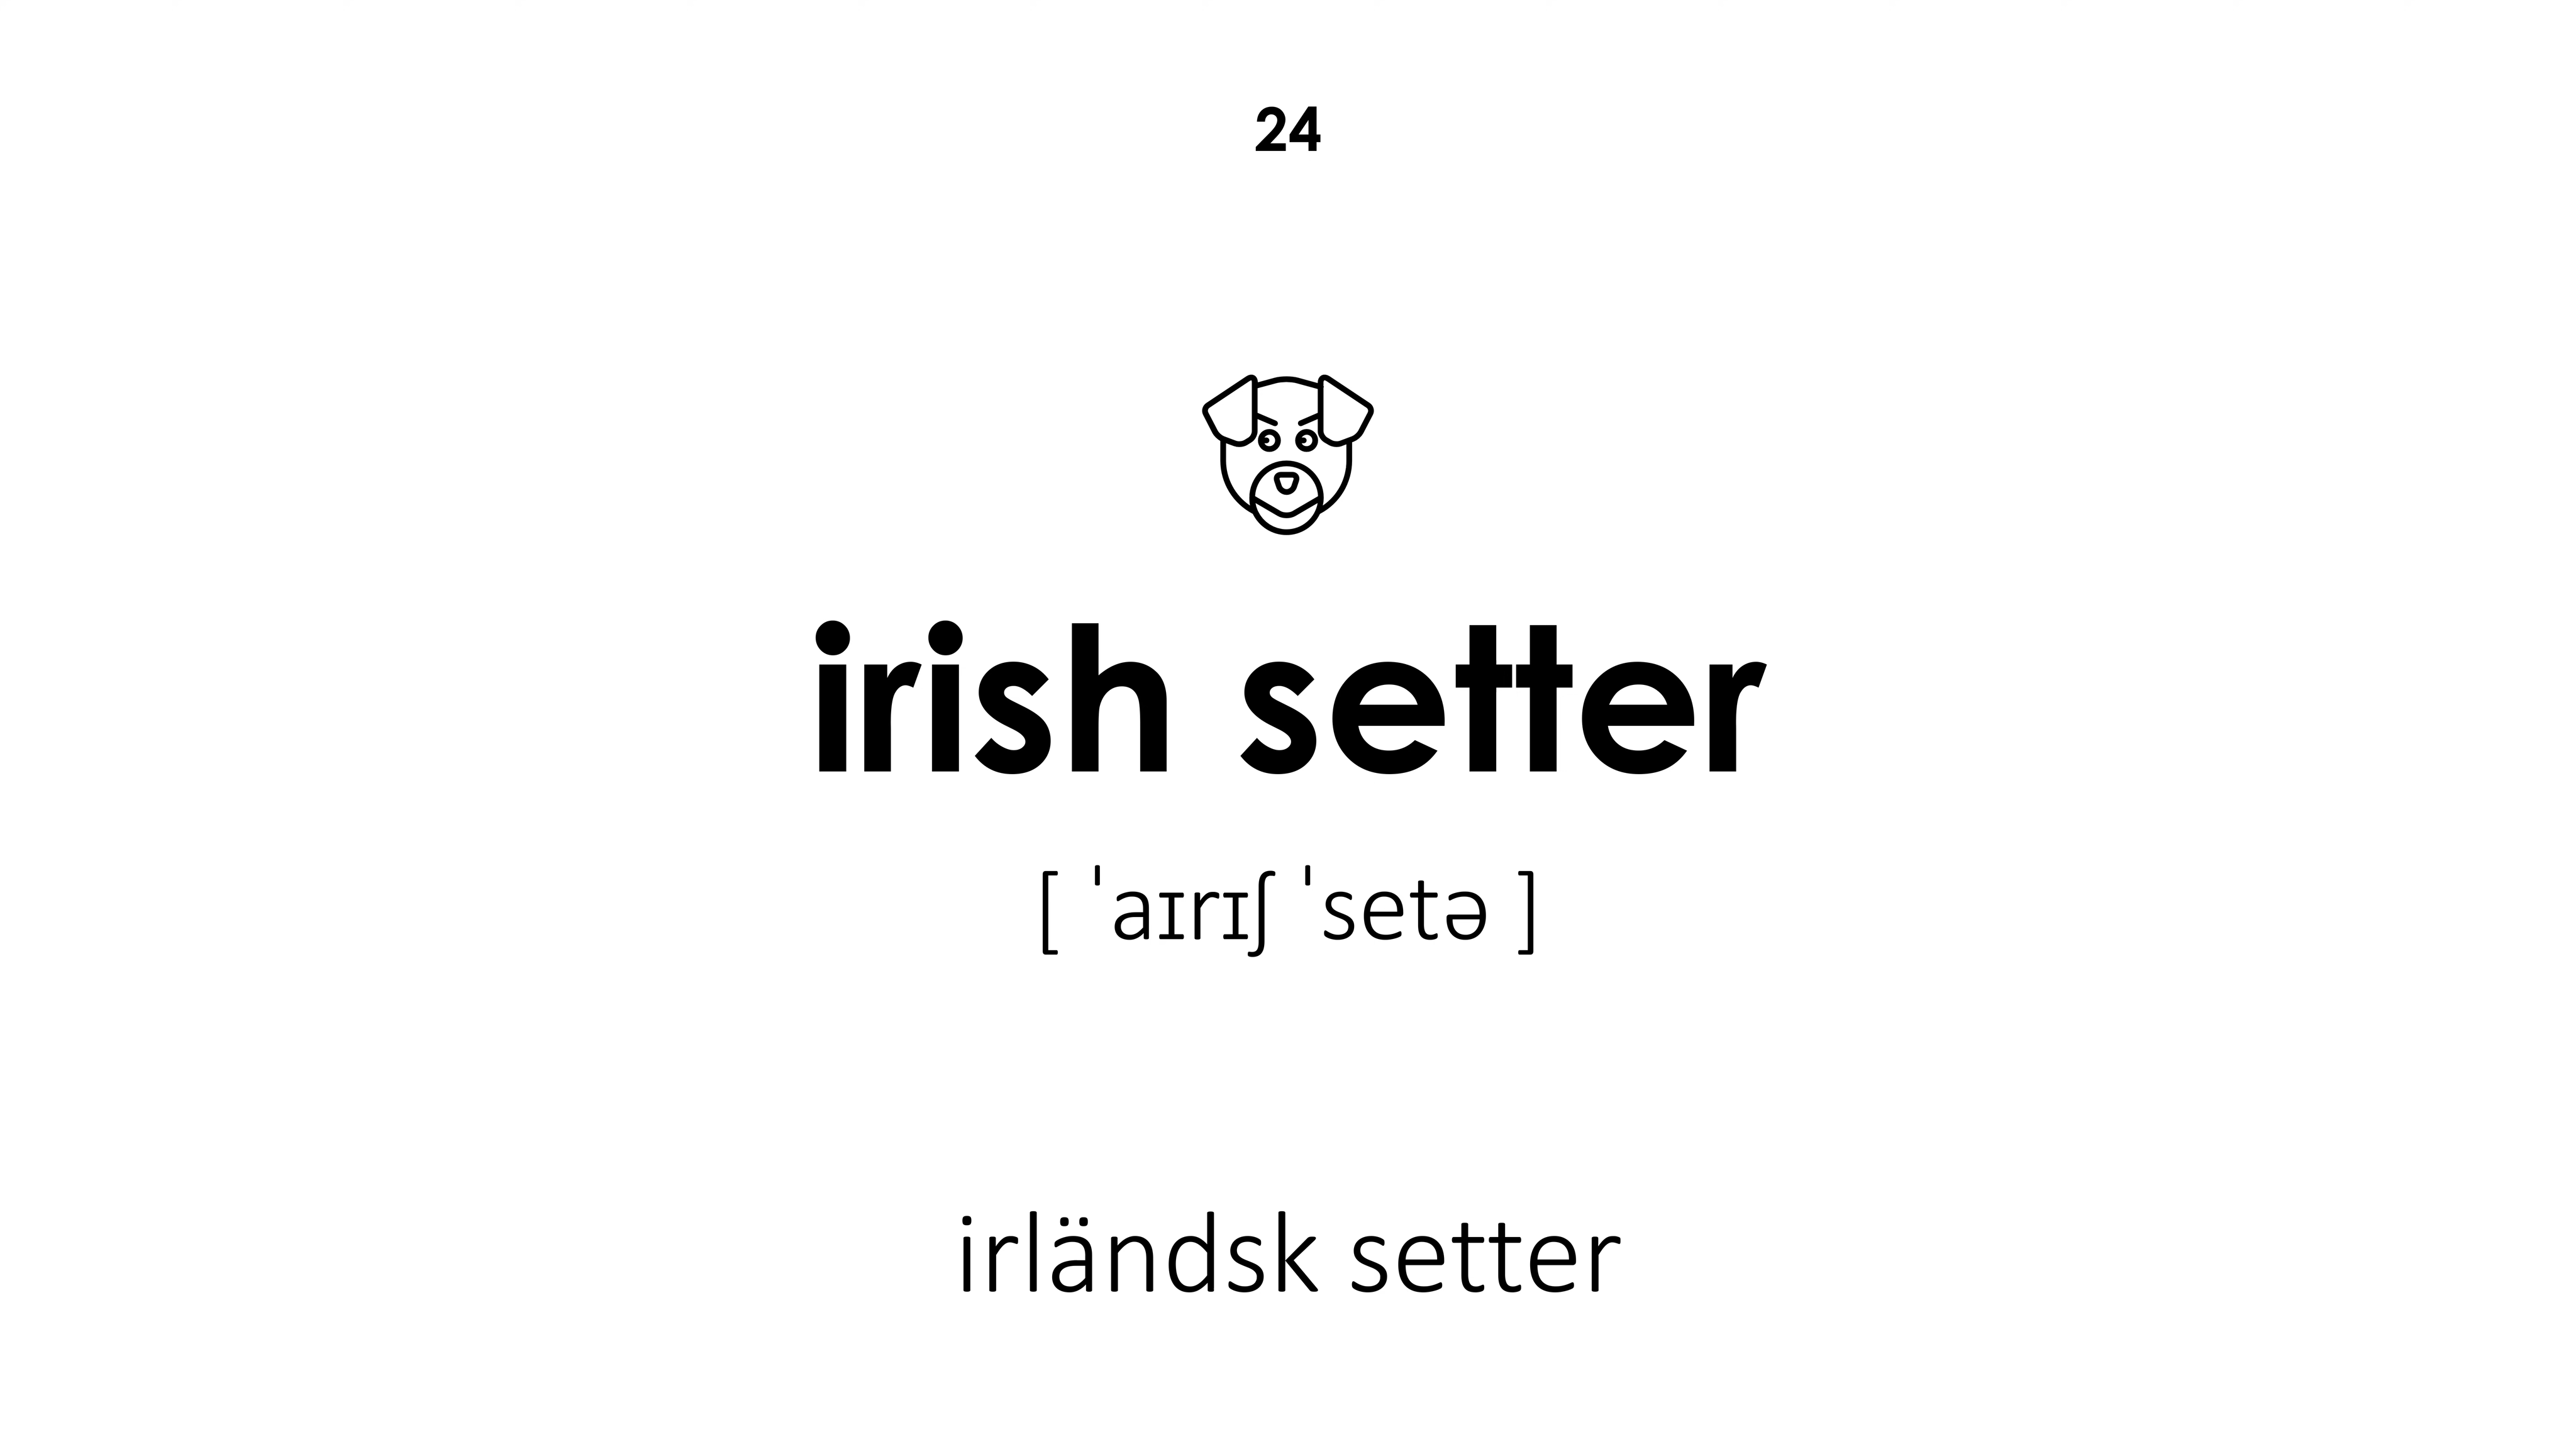 24
irish setter
[ ˈaɪrɪʃ ˈsetə ]
irländsk setter